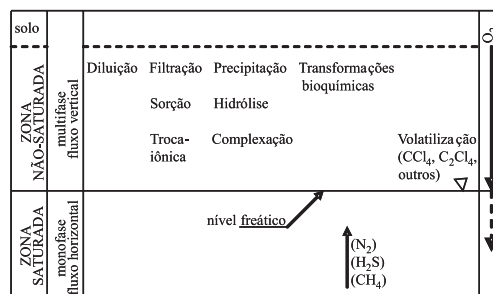 solo
O2
ZONA
NÃO-SATURADA
multifase
fluxo vertical
Diluição
Filtração
Precipitação
Transformações
bioquímicas
Sorção
Hidrólise
Troca-
iônica
Complexação
Volatilização
(CCl4, C2Cl4,
outros)
ZONA
SATURADA
monofase
fluxo horizontal
nível freático
(N2)
(H2S)
(CH4)